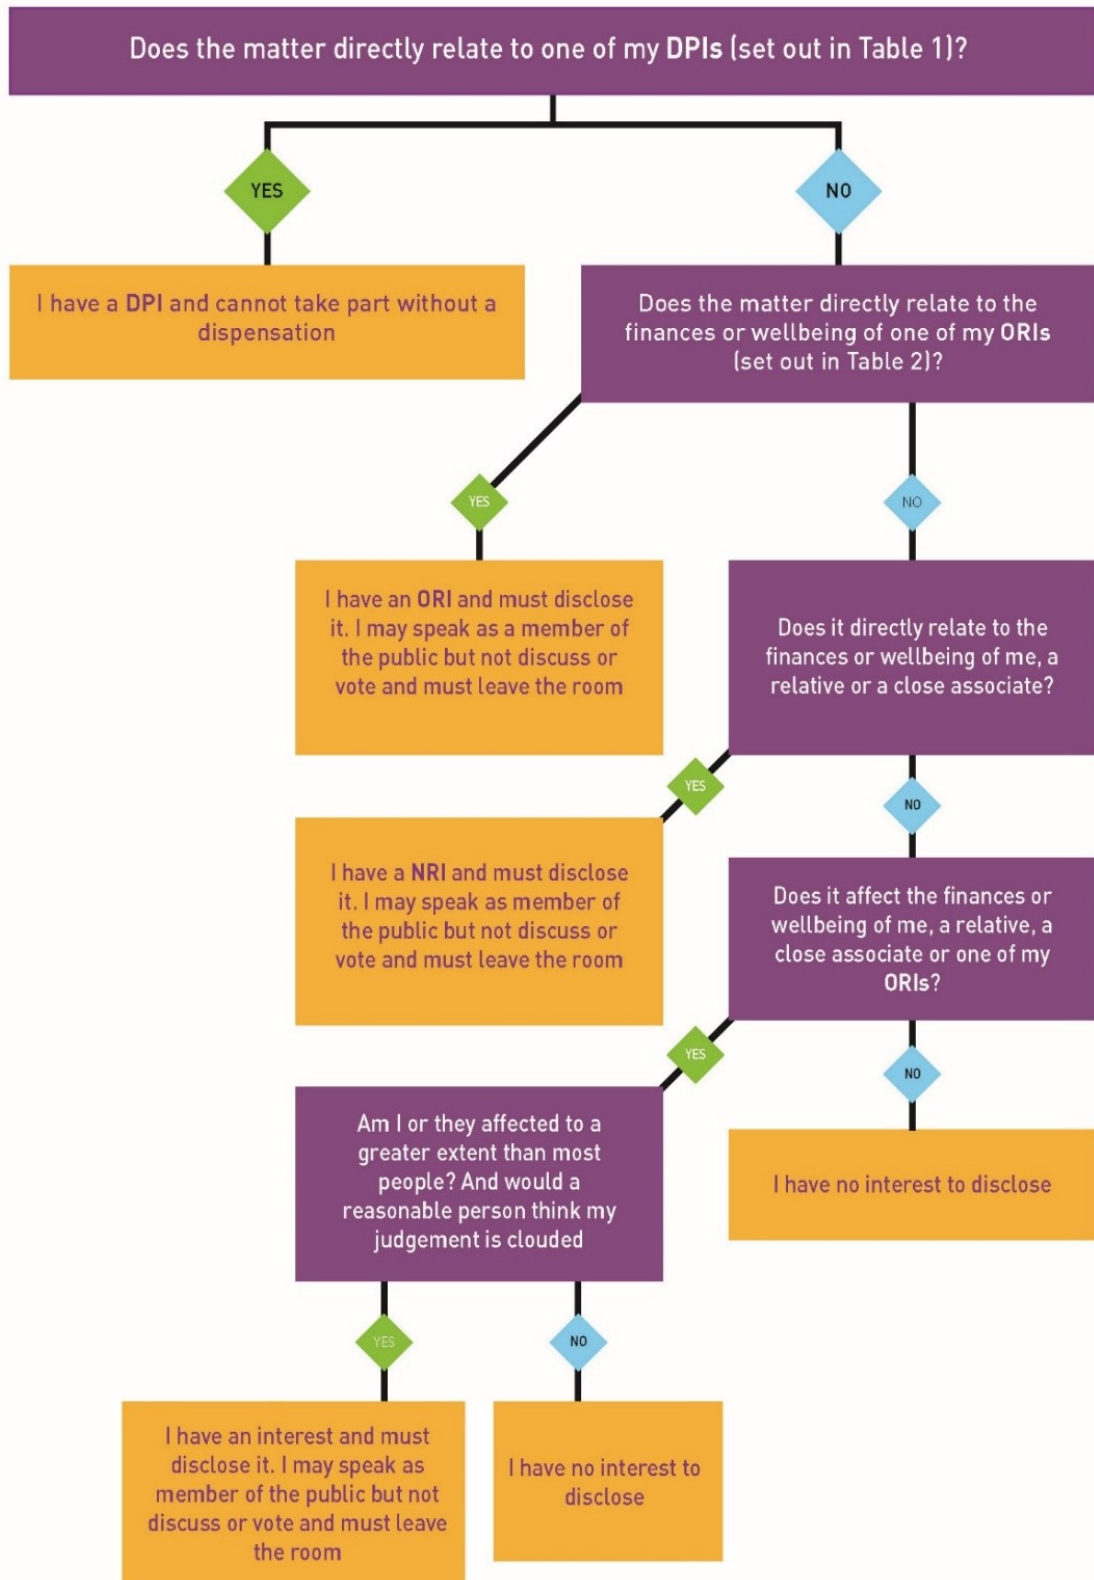 Does the matter directly relate to one of my DPIs (set out in Table 1)?
YES
NO
I have a DPI and cannot take part without a
dispensation
Does the matter directly relate to the
finances or wellbeing of one of my ORIs
(set out in Table 2)?
YES
NO
I have an ORI and must disclose
it. I may speak as a member of
the public but not discuss or
vote and must leave the room
Does it directly relate to the
finances or wellbeing of me, a
relative or a close associate?
YES
NO
I have a NRI and must disclose
it. I may speak as member of
the public but not discuss or
vote and must leave the room
Does it affect the finances or
wellbeing of me, a relative, a
close associate or one of my
ORIs?
YES
NO
Am I or they affected to a
greater extent than most
people? And would a
reasonable person think my
judgement is clouded
I have no interest to disclose
YES
NO
I have an interest and must
disclose it. I may speak as
member of the public but not
discuss or vote and must leave
the room
I have no interest to
disclose